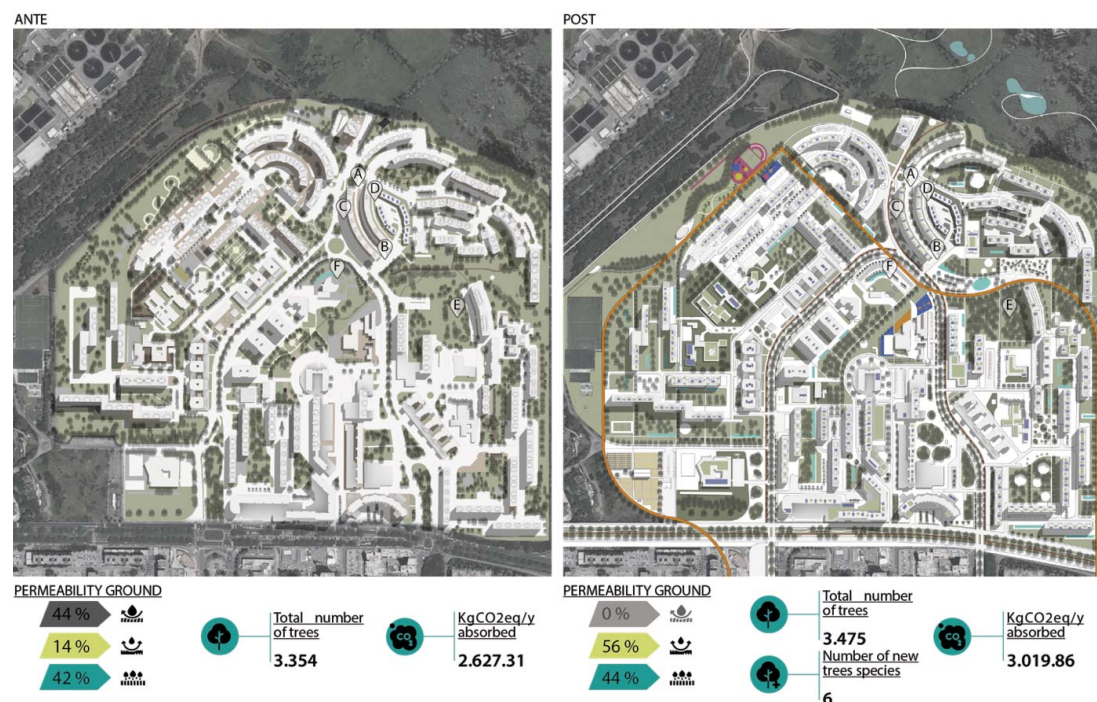 ANTE
A
D
C
B
F
E
PERMEABILITY GROUND
44 %
14 %
42 %
Total number
of trees
3.354
CO2
KgCO2eq/y
absorbed
2.627.31
POST
A
D
C
B
F
E
PERMEABILITY GROUND
0 %
56 %
44 %
Total number
of trees
3.475
Number of new
trees species
6
CO2
KgCO2eq/y
absorbed
3.019.86